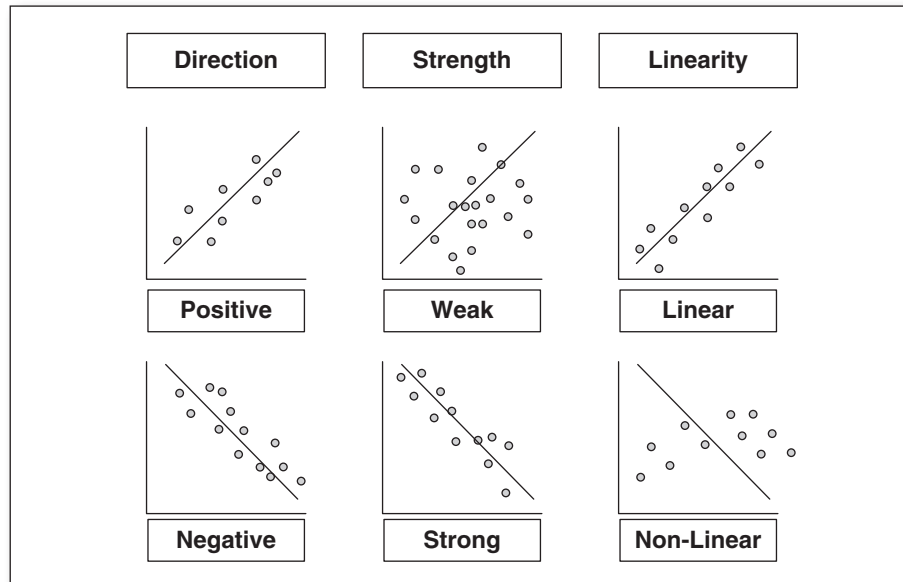 Direction
Strength
Linearity
Positive
Weak
Linear
Negative
Strong
Non-Linear